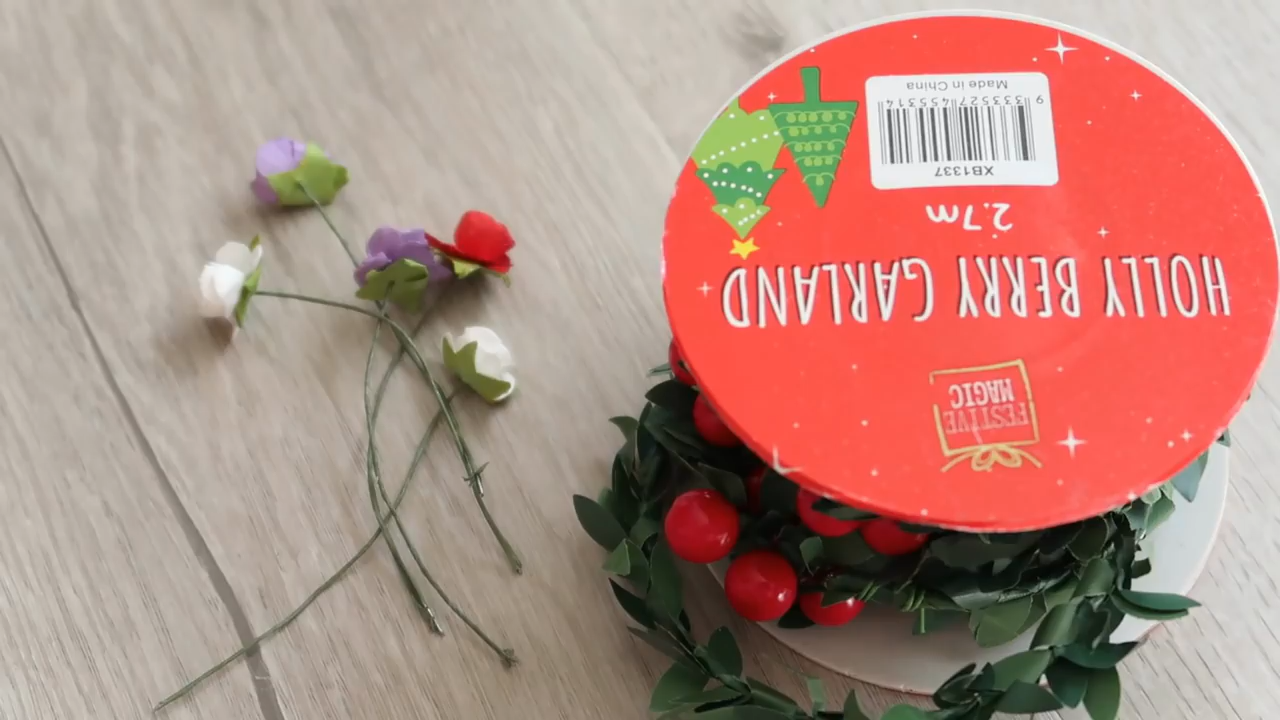 FESTIVE
MAGIC
HOLLY BERRY GARLAND
2.7m
XB1337
9 333527 455314
Made in China